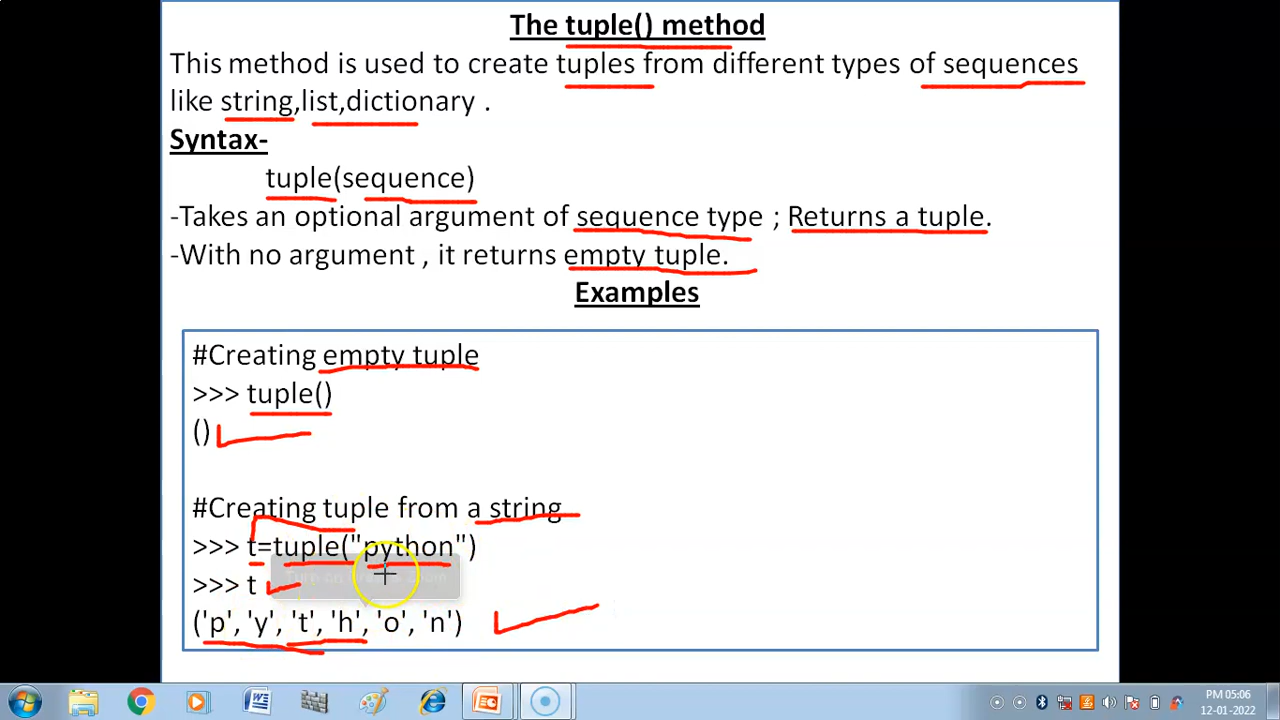 The tuple() method
This method is used to create tuples from different types of sequences
like string,list,dictionary .
Syntax-
tuple(sequence)
-Takes an optional argument of sequence type ; Returns a tuple.
-With no argument , it returns empty tuple.
Examples
#Creating empty tuple
>>> tuple()
()
#Creating tuple from a string
>>> t=tuple("python")
>>> t
('p', 'y', 't', 'h', 'o', 'n')
PM 05:06
12-01-2022